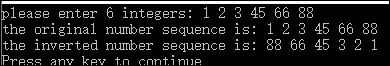 please enter 6 integers: 1 2 3 45 66 88
the original number sequence is: 1 2 3 45 66 88
the inverted number sequence is: 88 66 45 3 2 1
Press any key to continue